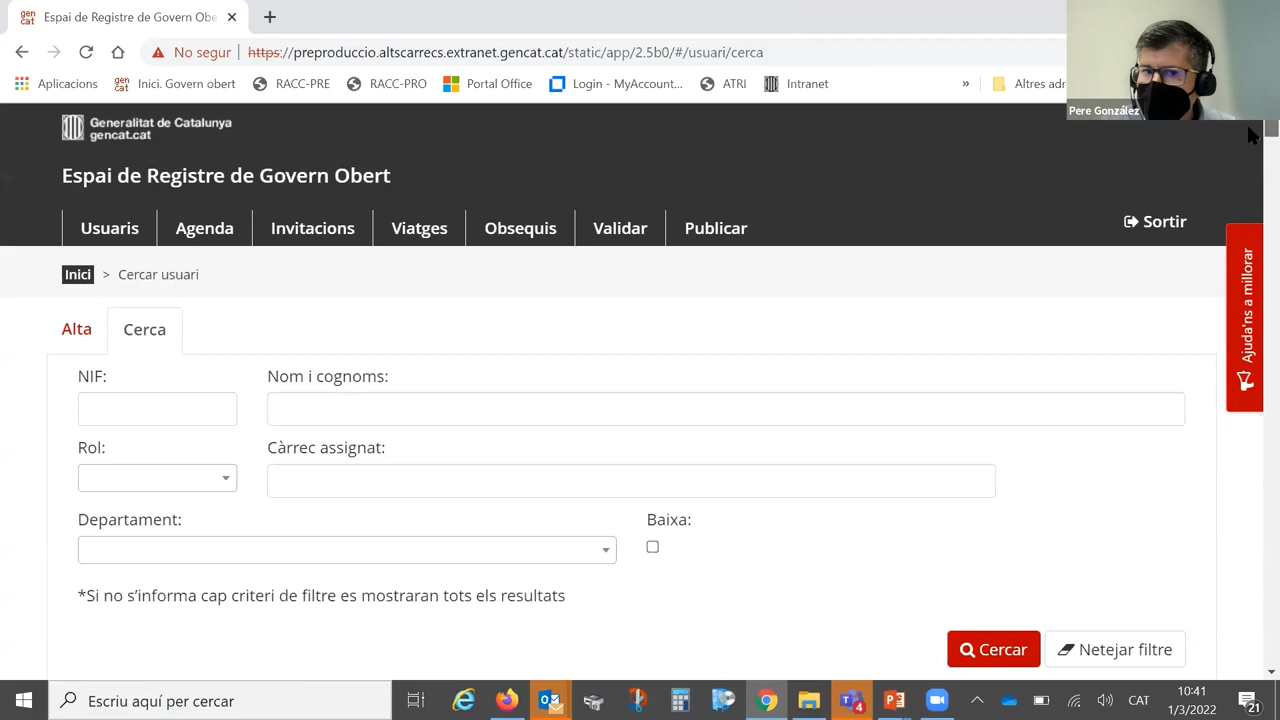 Espai de Registre de Govern Obe
No segur
https://preproduccio.altscarrecs.extranet.gencat.cat/static/app/2.5b0/#/usuari/cerca
Aplicacions
Inici. Govern obert
RACC-PRE
RACC-PRO
Portal Office
Login - MyAccount...
ATRI
Intranet
»
Altres adr
Pere González
Generalitat de Catalunya
gencat.cat
Espai de Registre de Govern Obert
Usuaris
Agenda
Invitacions
Viatges
Obsequis
Validar
Publicar
Sortir
Inici > Cercar usuari
Ajuda'ns a millorar
Alta
Cerca
NIF:
Nom i cognoms:
Rol:
Càrrec assignat:
Departament:
Baixa:
*Si no s’informa cap criteri de filtre es mostraran tots els resultats
Cercar
Netejar filtre
Escriu aquí per cercar
4
CAT
10:41
1/3/2022
21